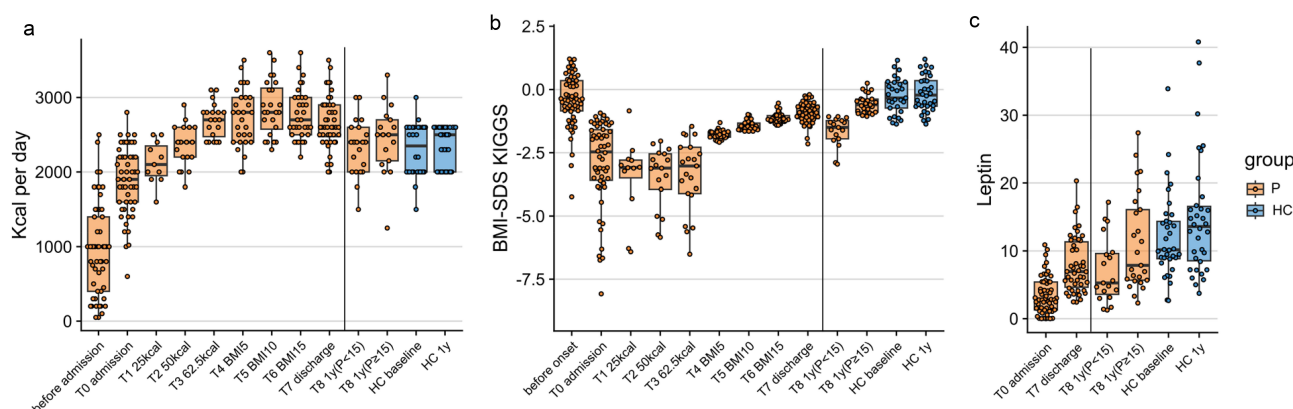 a
Kcal per day
3000
2000
1000
0
before admission
T0 admission
T1 25kcal
T2 50kcal
T3 62.5kcal
T4 BMI5
T5 BMI10
T6 BMI15
T7 discharge
T8 1y(P<15)
T8 1y(P≥15)
HC baseline
HC 1y
b
BMI-SDS KIGGS
2.5
0.0
-2.5
-5.0
-7.5
before onset
T0 admission
T1 25kcal
T2 50kcal
T3 62.5kcal
T4 BMI5
T5 BMI10
T6 BMI15
T7 discharge
T8 1y(P<15)
T8 1y(P≥15)
HC baseline
HC 1y
c
Leptin
40
30
20
10
0
T0 admission
T7 discharge
T8 1y(P<15)
T8 1y(P≥15)
HC baseline
HC 1y
group
P
HC